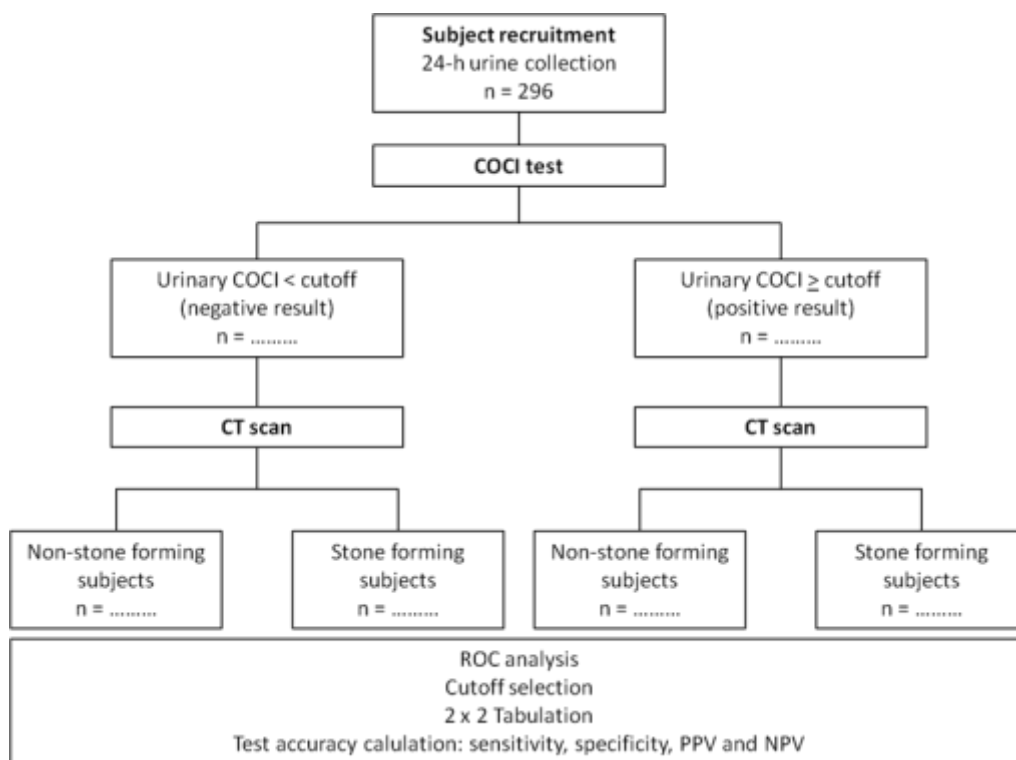 Subject recruitment
24-h urine collection
n = 296
COCI test
Urinary COCI < cutoff
(negative result)
n = .........
Urinary COCI ≥ cutoff
(positive result)
n = .........
CT scan
CT scan
Non-stone forming
subjects
n = .........
Stone forming
subjects
n = .........
Non-stone forming
subjects
n = .........
Stone forming
subjects
n = .........
ROC analysis
Cutoff selection
2 x 2 Tabulation
Test accuracy calulation: sensitivity, specificity, PPV and NPV